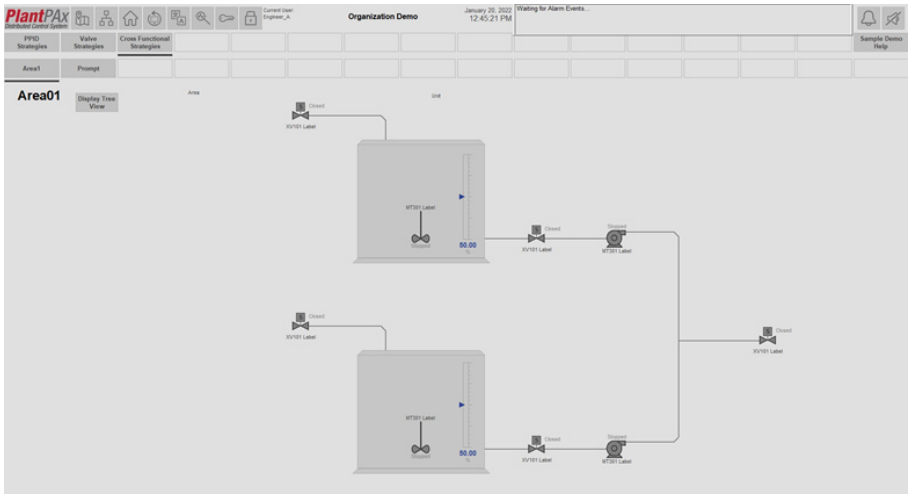 PlantPAx
Distributed Control System
Current User
Engineer_A
Organization Demo
January 20, 2022
12:45:21 PM
Waiting for Alarm Events...
PPID
Strategies
Valve
Strategies
Cross Functional
Strategies
Sample Demo
Help
Area1
Prompt
Area01
Display Tree
View
Area
Unit
S
Closed
XV101 Label
MT301 Label
Stopped
50.00
%
S
Closed
XV101 Label
Stopped
MT301 Label
S
Closed
XV101 Label
S
Closed
XV101 Label
MT301 Label
Stopped
50.00
%
S
Closed
XV101 Label
Stopped
MT301 Label